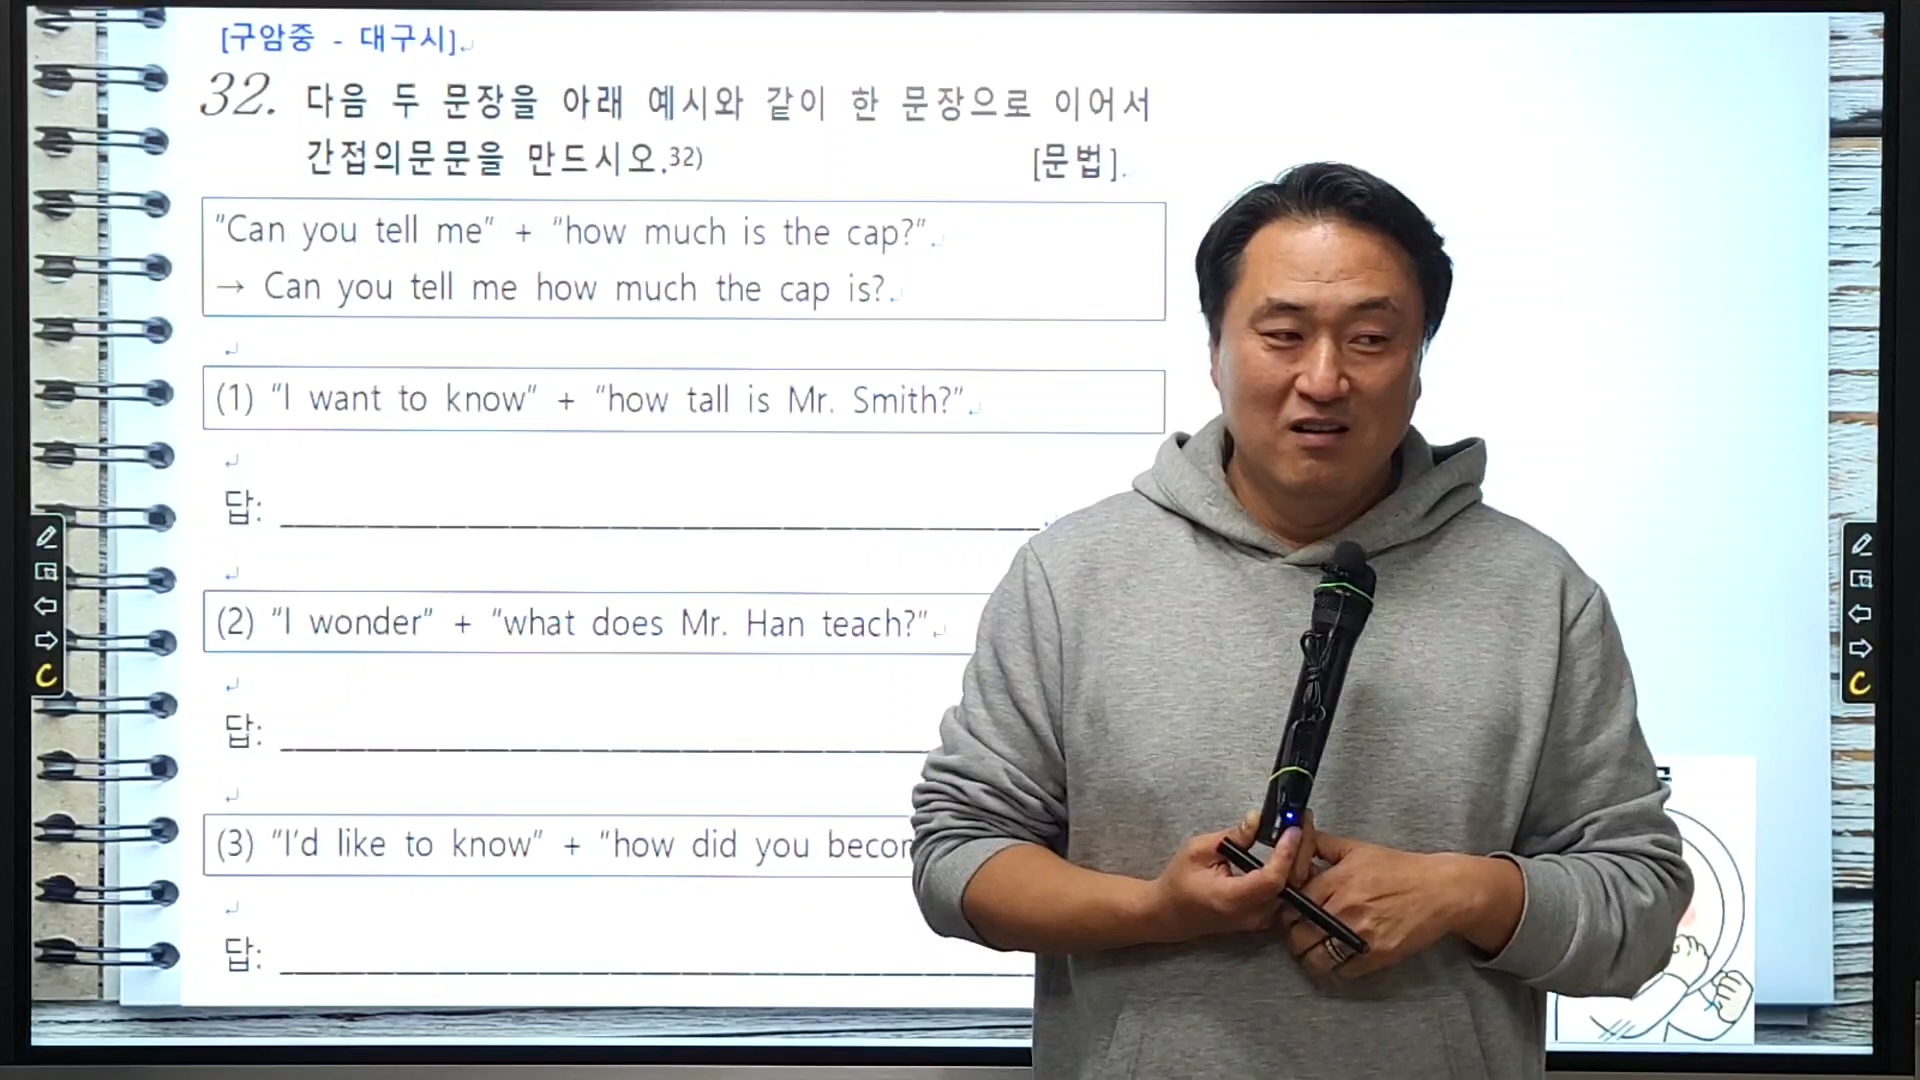 [구암중 - 대구시]
32. 다음 두 문장을 아래 예시와 같이 한 문장으로 이어서
간접의문문을 만드시오.32) [문법]
"Can you tell me" + "how much is the cap?"
→ Can you tell me how much the cap is?
(1) "I want to know" + "how tall is Mr. Smith?"
답:
(2) "I wonder" + "what does Mr. Han teach?"
답:
(3) "I'd like to know" + "how did you
답: